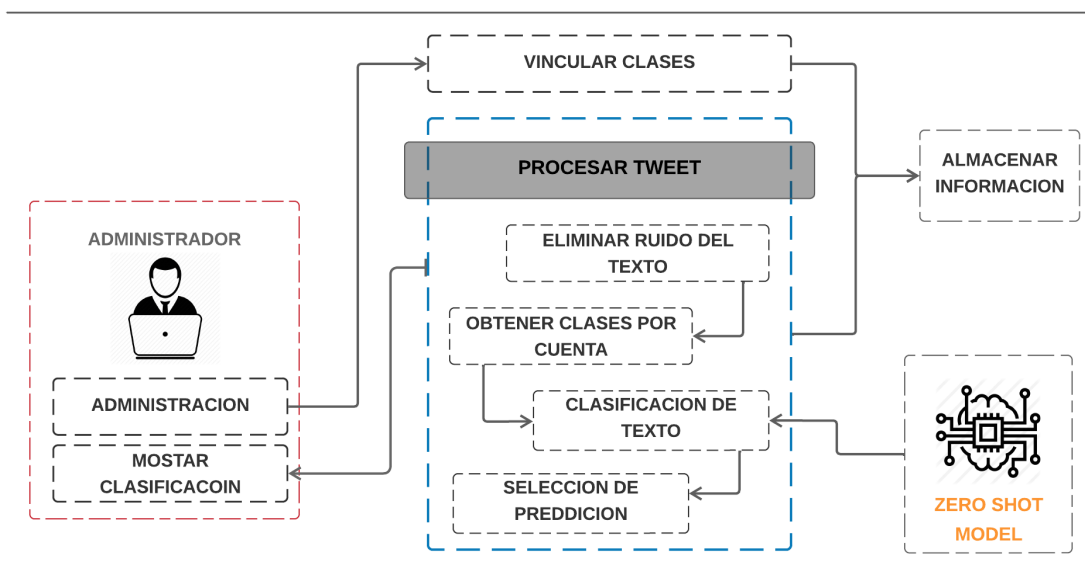 VINCULAR CLASES
PROCESAR TWEET
ALMACENAR
INFORMACION
ADMINISTRADOR
ELIMINAR RUIDO DEL
TEXTO
OBTENER CLASES POR
CUENTA
ADMINISTRACION
CLASIFICACION DE
TEXTO
MOSTAR
CLASIFICACOIN
SELECCION DE
PREDDICION
ZERO SHOT
MODEL